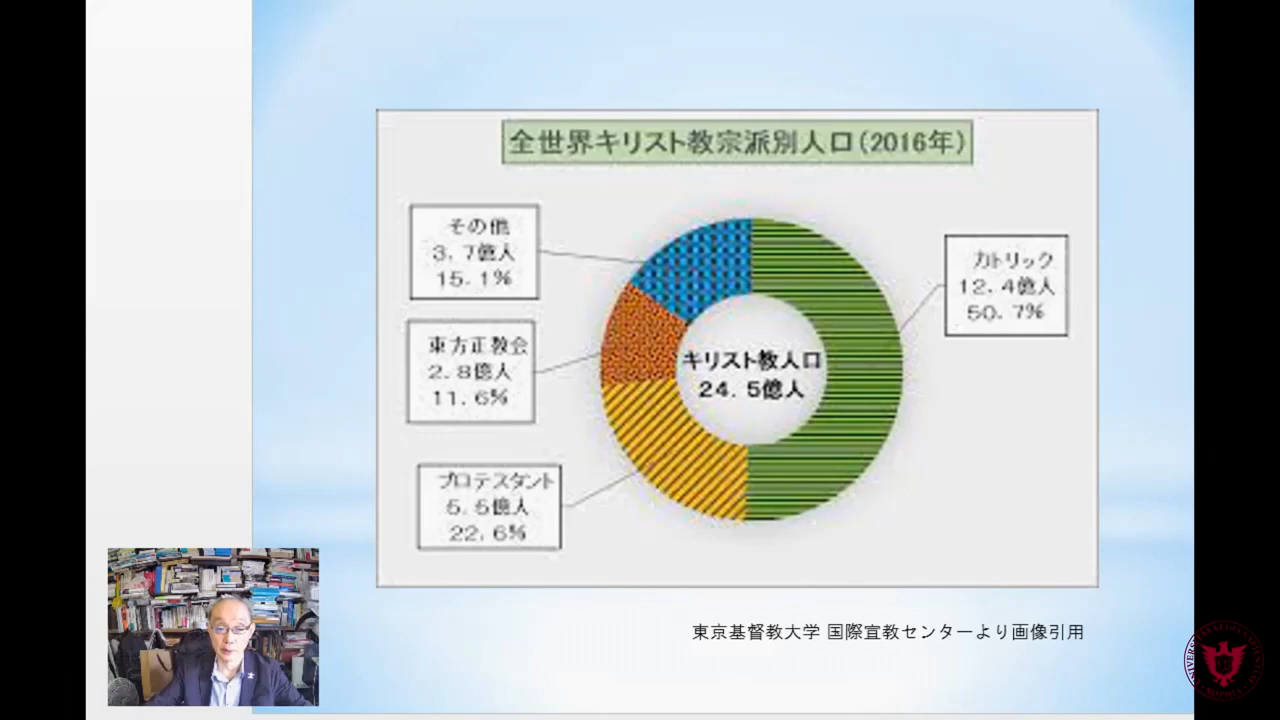 全世界キリスト教宗派別人口(2016年)
その他
3.7億人
15.1%
カトリック
12.4億人
50.7%
東方正教会
2.8億人
11.6%
キリスト教人口
24.5億人
プロテスタント
5.5億人
22.6%
東京基督教大学 国際宣教センターより画像引用